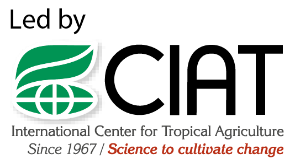 Led by
CIAT
International Center for Tropical Agriculture
Since 1967 / Science to cultivate change